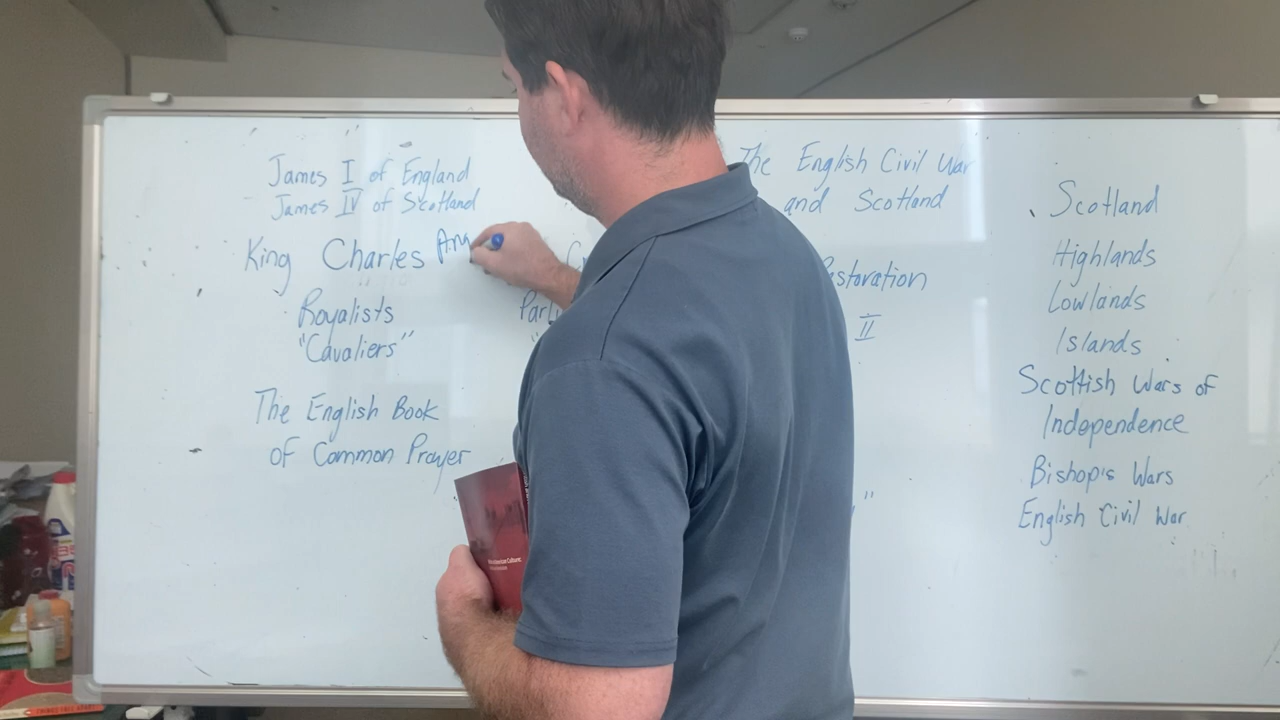 James I of England
James IV of Scotland
King Charles
Royalists
"Cavaliers"
The English Book
of Common Prayer
The English Civil War
and Scotland
II
Scotland
Highlands
Lowlands
Islands
Scottish Wars of
Independence
Bishop's Wars
English Civil War